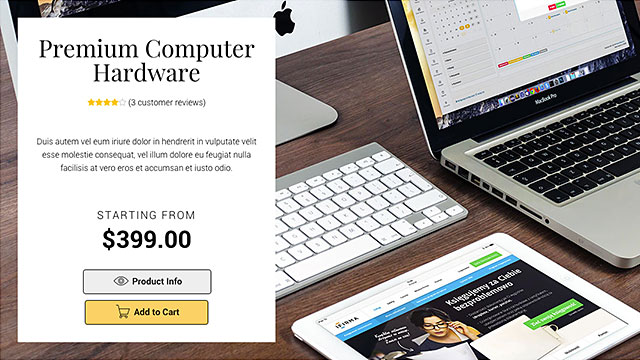 Premium Computer
Hardware
(3 customer reviews)
Duis autem vel eum iriure dolor in hendrerit in vulputate velit
esse molestie consequat, vel illum dolore eu feugiat nulla
facilisis at vero eros et accumsan et iusto odio.
STARTING FROM
$399.00
Product Info
Add to Cart
MacBook Pro
Księgujemy za Ciebie
bezproblemowo